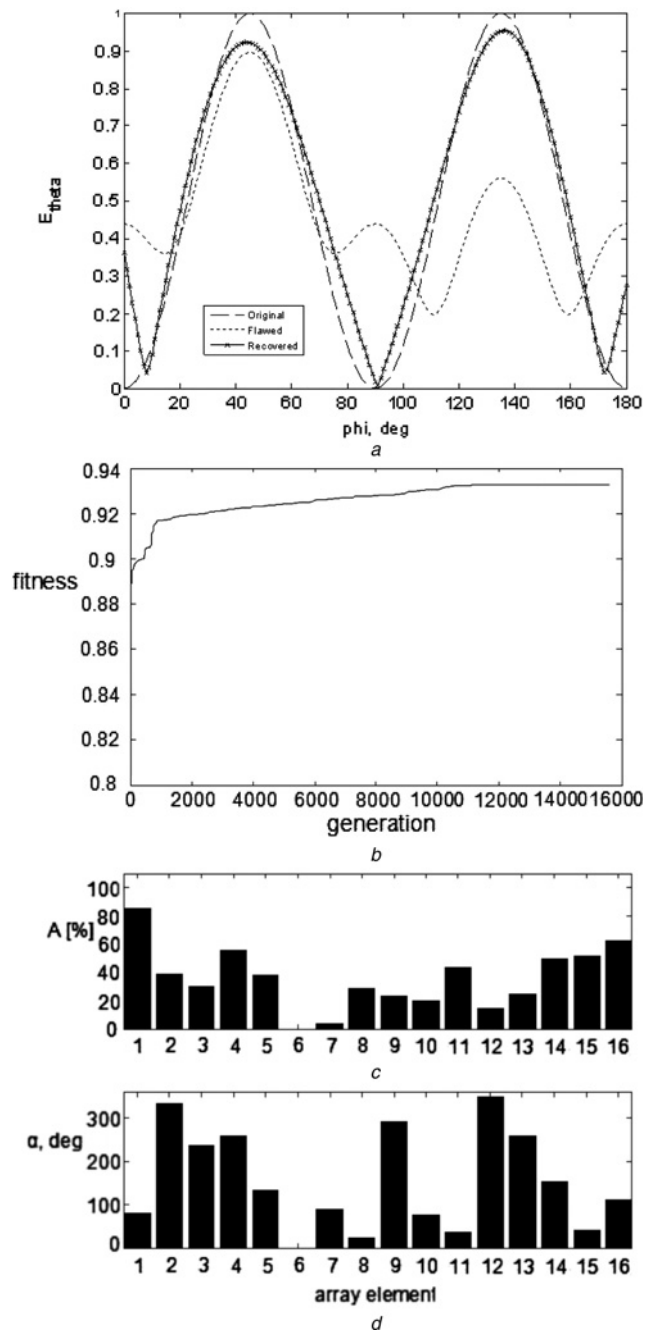 1
0.9
0.8
0.7
0.6
0.5
0.4
0.3
0.2
0.1
0
E_theta
Original
Flawed
Recovered
0 20 40 60 80 100 120 140 160 180
phi, deg
a
0.94
0.92
0.9
0.88
0.86
0.84
0.82
0.8
fitness
0 2000 4000 6000 8000 10000 12000 14000 16000
generation
b
100
80
60
40
20
0
A [%]
1 2 3 4 5 6 7 8 9 10 11 12 13 14 15 16
c
300
200
100
0
α, deg
1 2 3 4 5 6 7 8 9 10 11 12 13 14 15 16
array element
d